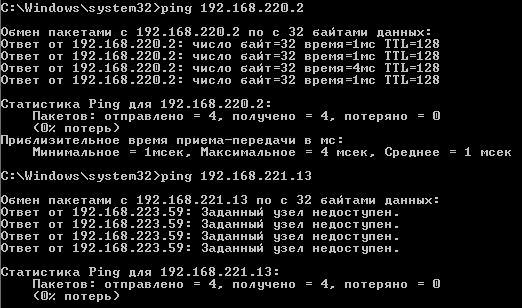 C:\Windows\system32>ping 192.168.220.2
Обмен пакетами с 192.168.220.2 по с 32 байтами данных:
Ответ от 192.168.220.2: число байт=32 время=1мс TTL=128
Ответ от 192.168.220.2: число байт=32 время=1мс TTL=128
Ответ от 192.168.220.2: число байт=32 время=4мс TTL=128
Ответ от 192.168.220.2: число байт=32 время=1мс TTL=128
Статистика Ping для 192.168.220.2:
Пакетов: отправлено = 4, получено = 4, потеряно = 0
(0% потерь)
Приблизительное время приема-передачи в мс:
Минимальное = 1мсек, Максимальное = 4 мсек, Среднее = 1 мсек
C:\Windows\system32>ping 192.168.221.13
Обмен пакетами с 192.168.221.13 по с 32 байтами данных:
Ответ от 192.168.223.59: Заданный узел недоступен.
Ответ от 192.168.223.59: Заданный узел недоступен.
Ответ от 192.168.223.59: Заданный узел недоступен.
Ответ от 192.168.223.59: Заданный узел недоступен.
Статистика Ping для 192.168.221.13:
Пакетов: отправлено = 4, получено = 4, потеряно = 0
(0% потерь)